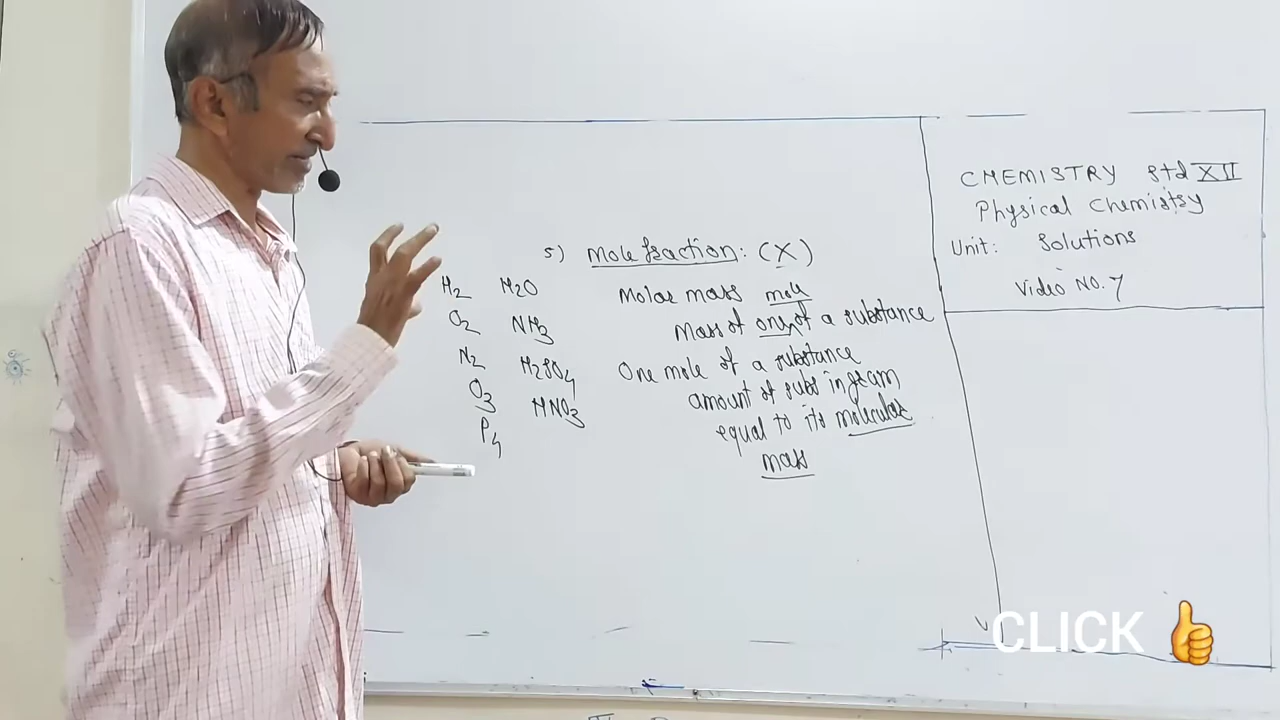 CHEMISTRY Std XII
Physical Chemistry
Unit: Solutions
Video NO. 7
5) Mole fraction: (X)
H2 H2O
O2 NH3
N2 H2SO4
O3 HNO3
P4
Molar mass mole
Mass of one of a substance
One mole of a substance
amount of subs in gram
equal to its molecular
mass
CLICK 👍